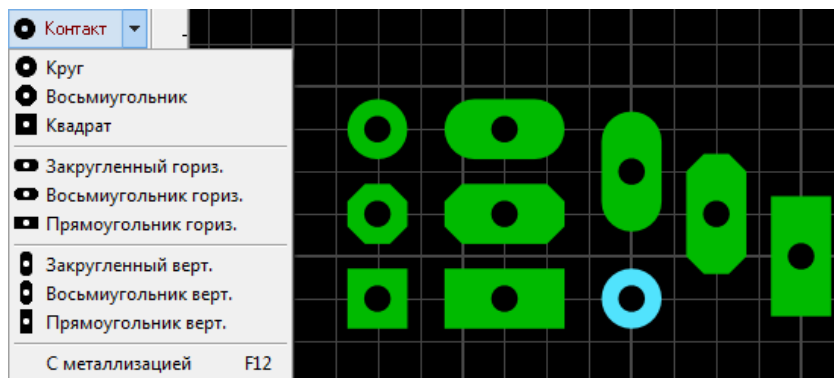 Контакт
Круг
Восьмиугольник
Квадрат
Закругленный гориз.
Восьмиугольник гориз.
Прямоугольник гориз.
Закругленный верт.
Восьмиугольник верт.
Прямоугольник верт.
С металлизацией F12